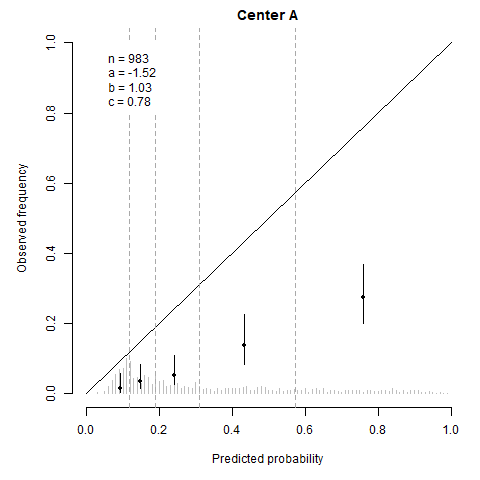 Center A
n = 983
a = -1.52
b = 1.03
c = 0.78
Observed frequency
1.0
0.8
0.6
0.4
0.2
0.0
0.0 0.2 0.4 0.6 0.8 1.0
Predicted probability